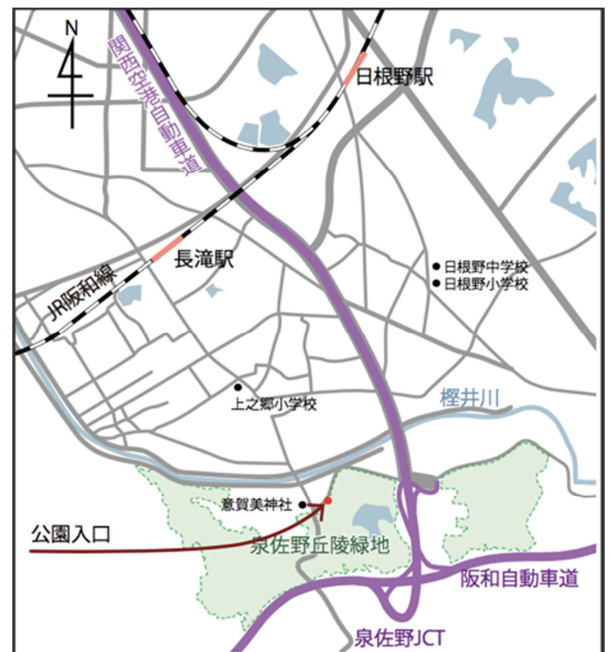 N
関西空港自動車道
日根野駅
長滝駅
JR阪和線
日根野中学校
日根野小学校
上之郷小学校
樫井川
意賀美神社
公園入口
泉佐野丘陵緑地
阪和自動車道
泉佐野JCT